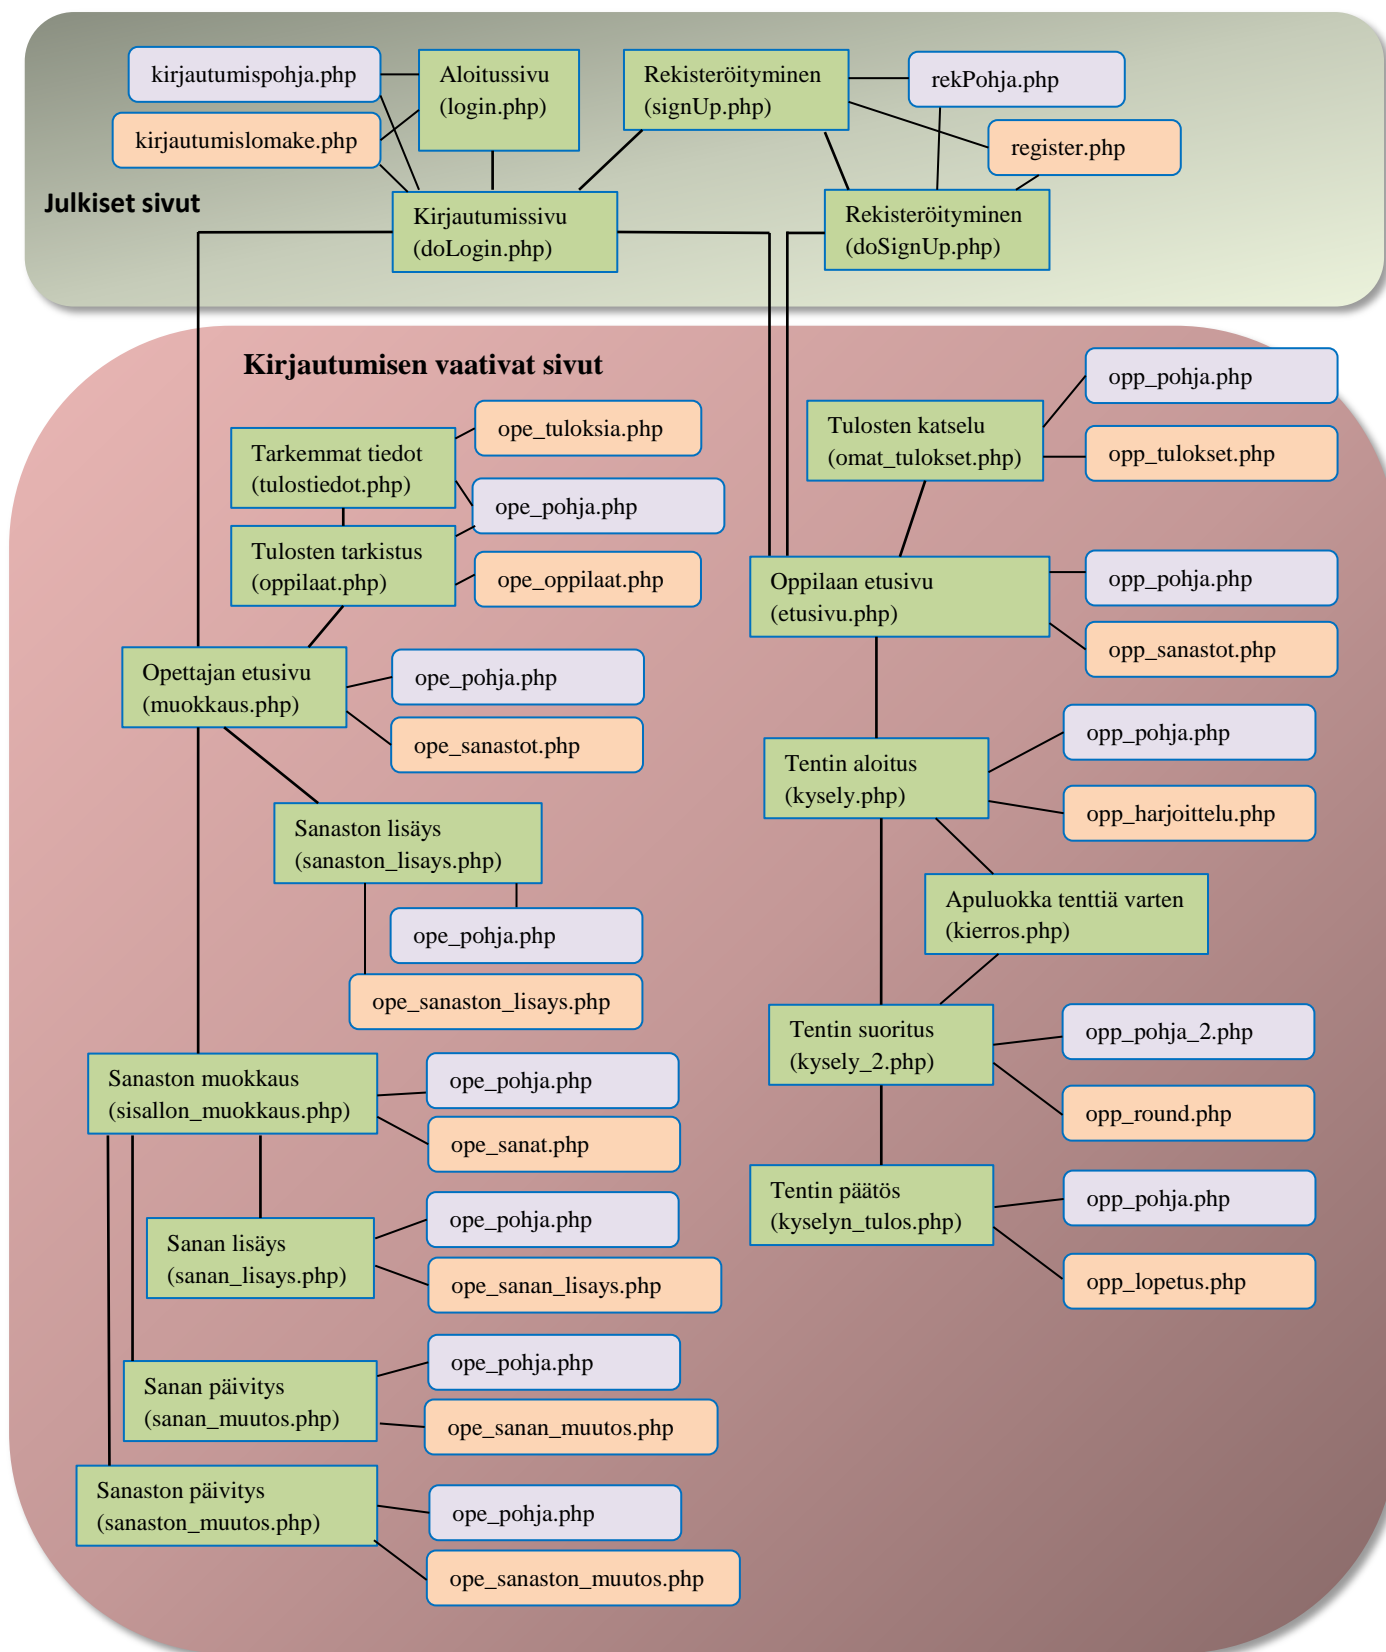 kirjautumispohja.php
Aloitussivu
(login.php)
Rekisteröityminen
(signUp.php)
rekPohja.php
kirjautumislomake.php
register.php
Julkiset sivut
Kirjautumissivu
(doLogin.php)
Rekisteröityminen
(doSignUp.php)
Kirjautumisen vaativat sivut
ope_tuloksia.php
Tarkemmat tiedot
(tulostiedot.php)
ope_pohja.php
Tulosten tarkistus
(oppilaat.php)
ope_oppilaat.php
Opettajan etusivu
(muokkaus.php)
ope_pohja.php
ope_sanastot.php
Sanaston lisäys
(sanaston_lisays.php)
ope_pohja.php
ope_sanaston_lisays.php
Sanaston muokkaus
(sisallon_muokkaus.php)
ope_pohja.php
ope_sanat.php
Sanan lisäys
(sanan_lisays.php)
ope_pohja.php
ope_sanan_lisays.php
Sanan päivitys
(sanan_muutos.php)
ope_pohja.php
ope_sanan_muutos.php
Sanaston päivitys
(sanaston_muutos.php)
ope_pohja.php
ope_sanaston_muutos.php
Tulosten katselu
(omat_tulokset.php)
opp_pohja.php
opp_tulokset.php
Oppilaan etusivu
(etusivu.php)
opp_pohja.php
opp_sanastot.php
Tentin aloitus
(kysely.php)
opp_pohja.php
opp_harjoittelu.php
Apuluokka tenttiä varten
(kierros.php)
Tentin suoritus
(kysely_2.php)
opp_pohja_2.php
opp_round.php
Tentin päätös
(kyselyn_tulos.php)
opp_pohja.php
opp_lopetus.php